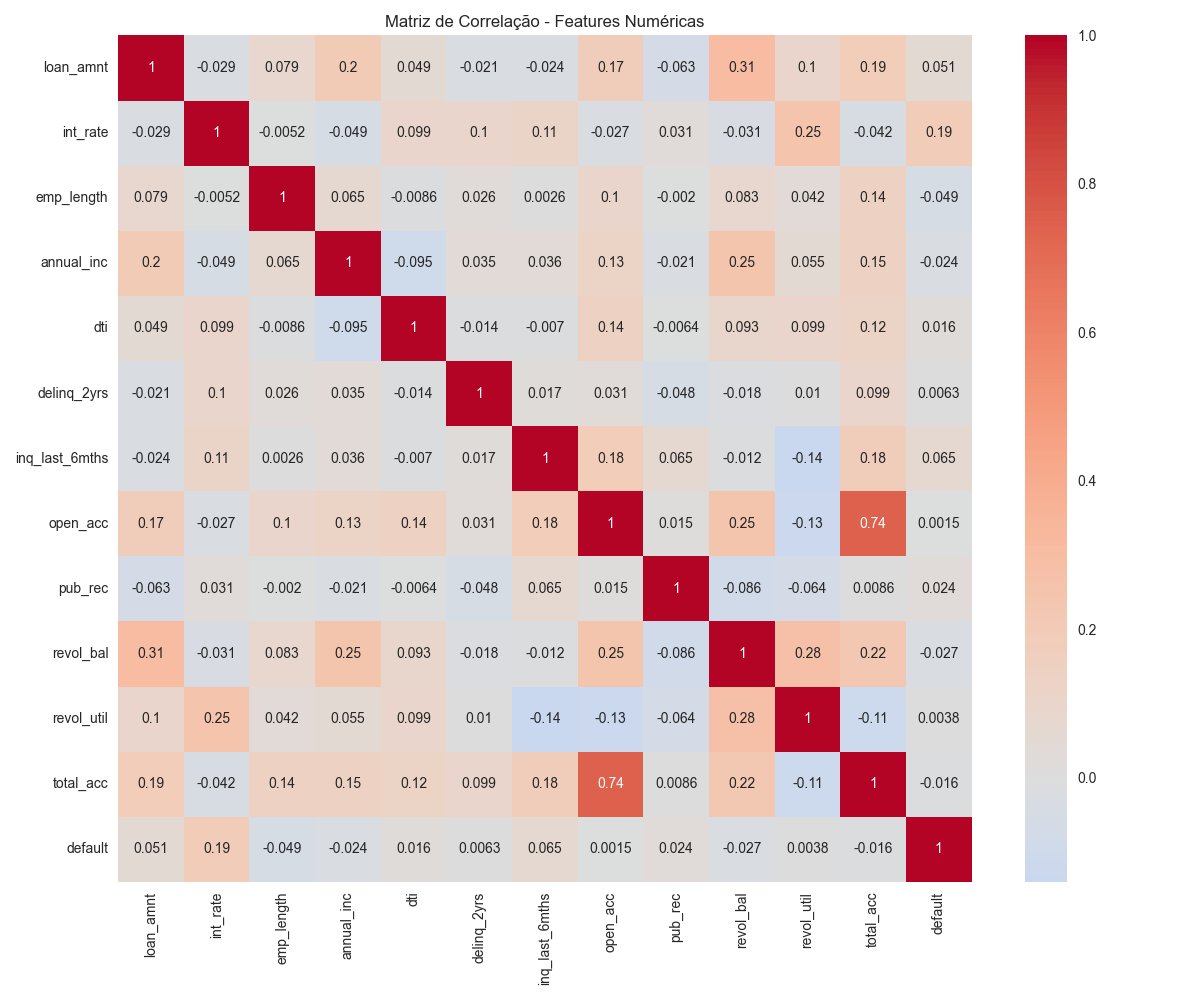 Matriz de Correlação - Features Numéricas
loan_amnt 1 -0.029 0.079 0.2 0.049 -0.021 -0.024 0.17 -0.063 0.31 0.1 0.19 0.051
int_rate -0.029 1 -0.0052 -0.049 0.099 0.1 0.11 -0.027 0.031 -0.031 0.25 -0.042 0.19
emp_length 0.079 -0.0052 1 0.065 -0.0086 0.026 0.0026 0.1 -0.002 0.083 0.042 0.14 -0.049
annual_inc 0.2 -0.049 0.065 1 -0.095 0.035 0.036 0.13 -0.021 0.25 0.055 0.15 -0.024
dti 0.049 0.099 -0.0086 -0.095 1 -0.014 -0.007 0.14 -0.0064 0.093 0.099 0.12 0.016
delinq_2yrs -0.021 0.1 0.026 0.035 -0.014 1 0.017 0.031 -0.048 -0.018 0.01 0.099 0.0063
inq_last_6mths -0.024 0.11 0.0026 0.036 -0.007 0.017 1 0.18 0.065 -0.012 -0.14 0.18 0.065
open_acc 0.17 -0.027 0.1 0.13 0.14 0.031 0.18 1 0.015 0.25 -0.13 0.74 0.0015
pub_rec -0.063 0.031 -0.002 -0.021 -0.0064 -0.048 0.065 0.015 1 -0.086 -0.064 0.0086 0.024
revol_bal 0.31 -0.031 0.083 0.25 0.093 -0.018 -0.012 0.25 -0.086 1 0.28 0.22 -0.027
revol_util 0.1 0.25 0.042 0.055 0.099 0.01 -0.14 -0.13 -0.064 0.28 1 -0.11 0.0038
total_acc 0.19 -0.042 0.14 0.15 0.12 0.099 0.18 0.74 0.0086 0.22 -0.11 1 -0.016
default 0.051 0.19 -0.049 -0.024 0.016 0.0063 0.065 0.0015 0.024 -0.027 0.0038 -0.016 1
loan_amnt int_rate emp_length annual_inc dti delinq_2yrs inq_last_6mths open_acc pub_rec revol_bal revol_util total_acc default
1.0
0.8
0.6
0.4
0.2
0.0